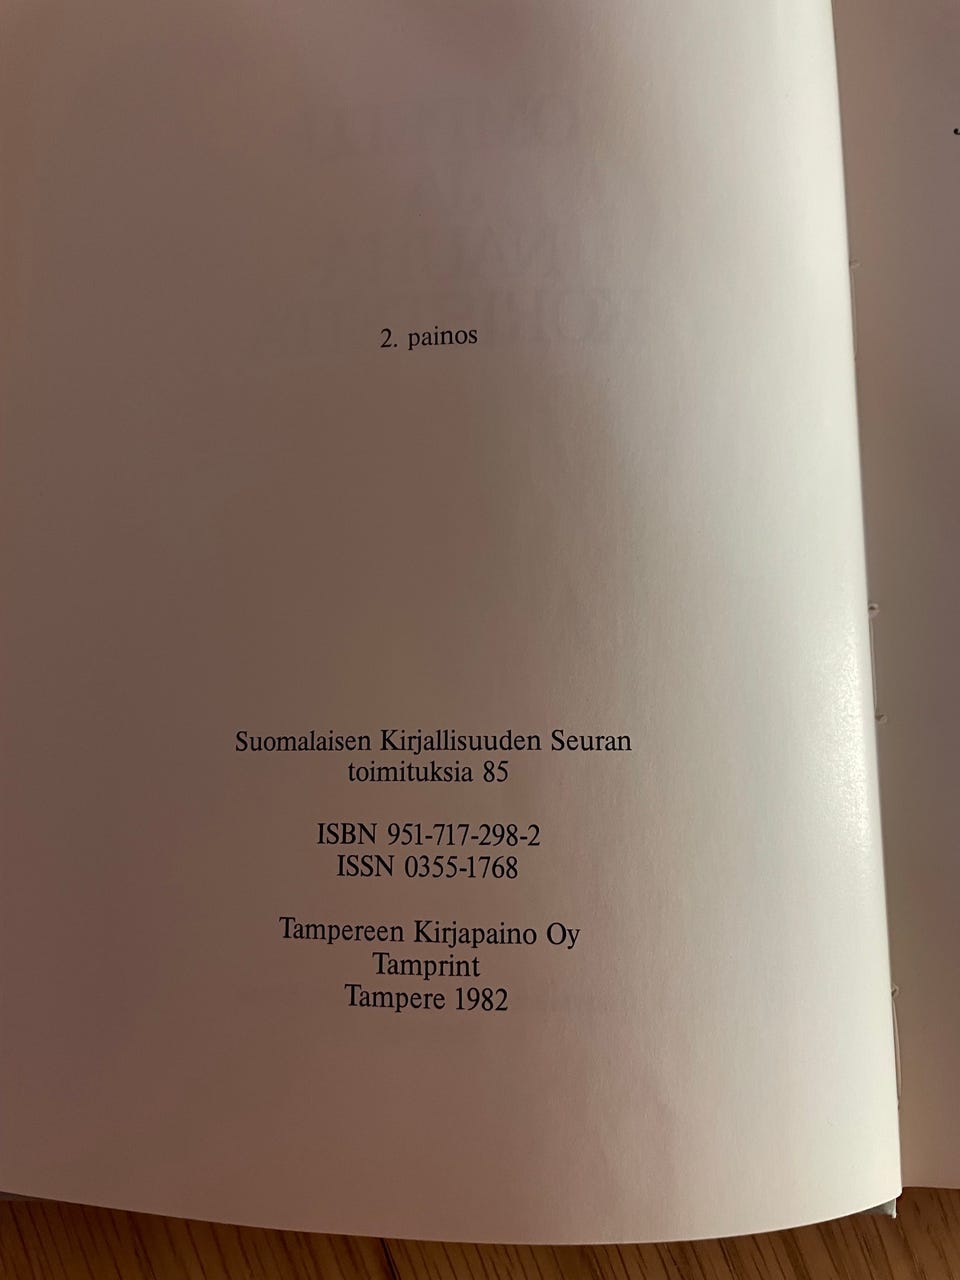 2. painos
Suomalaisen Kirjallisuuden Seuran
toimituksia 85
ISBN 951-717-298-2
ISSN 0355-1768
Tampereen Kirjapaino Oy
Tamprint
Tampere 1982